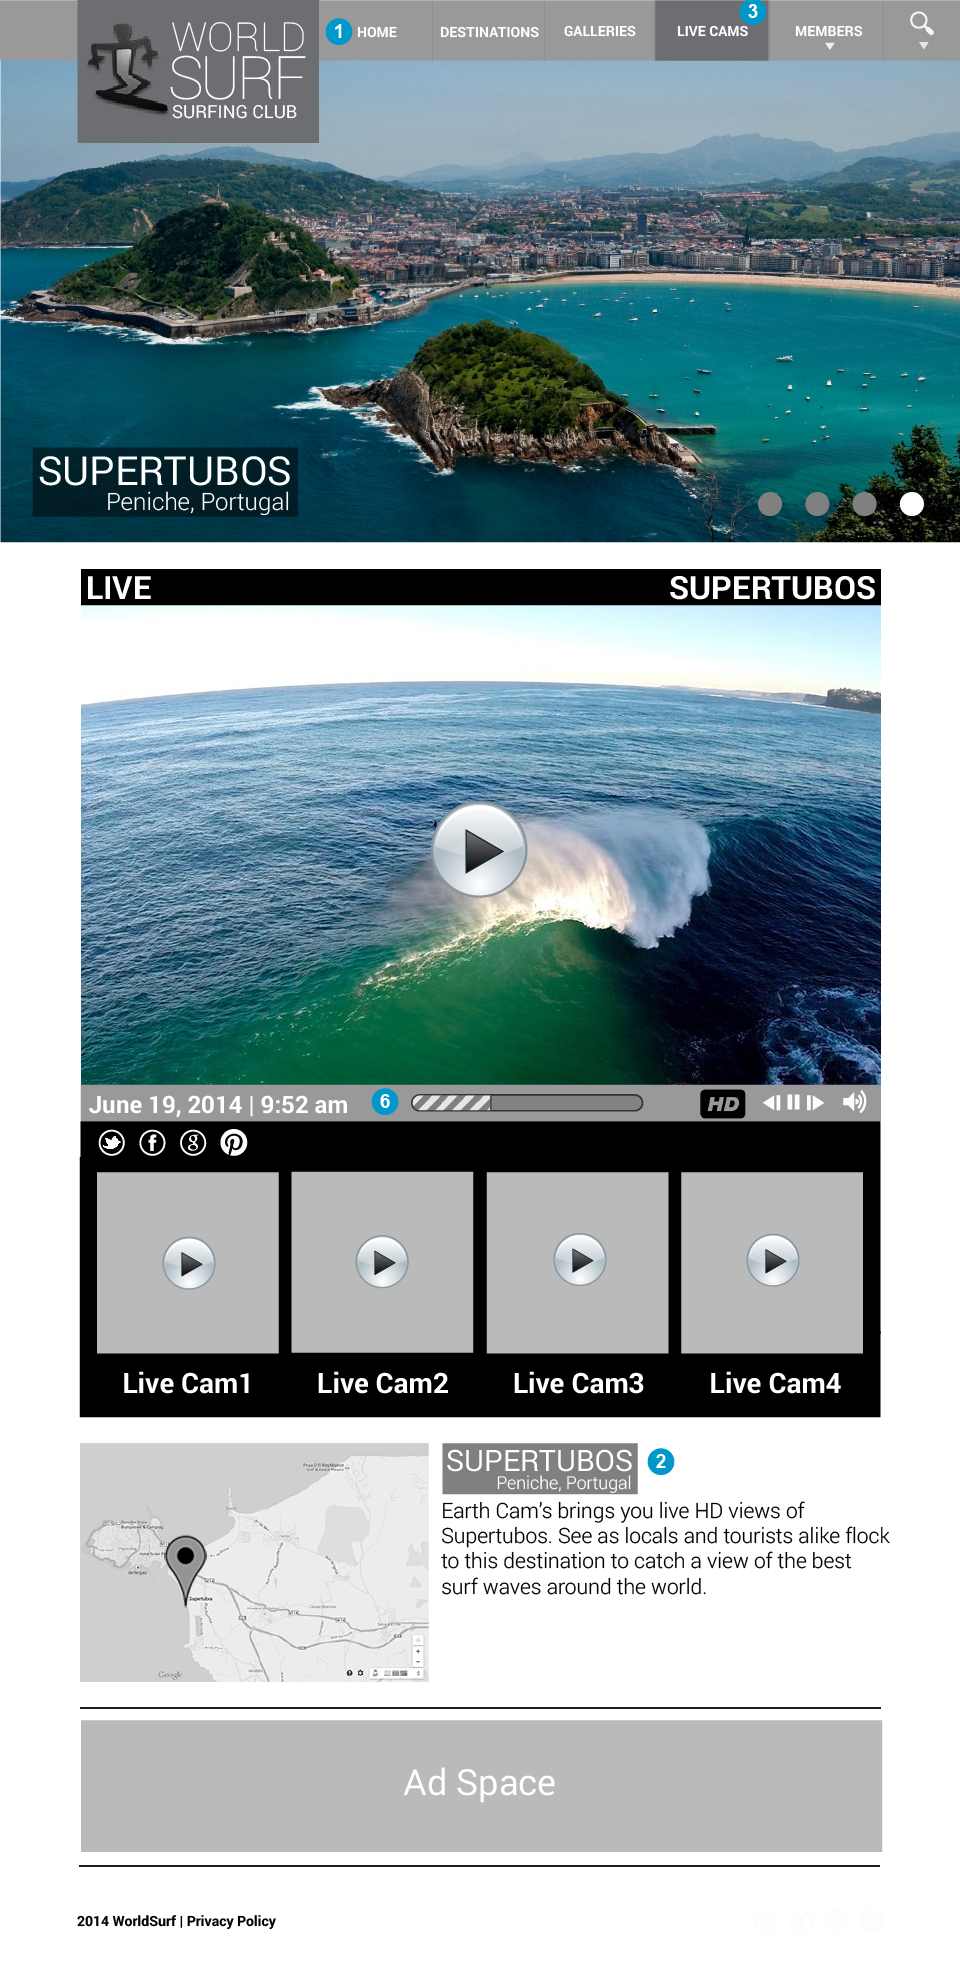 WORLD
SURF
SURFING CLUB
1 HOME
DESTINATIONS
GALLERIES
LIVE CAMS
3
MEMBERS
SUPERTUBOS
Peniche, Portugal
LIVE
SUPERTUBOS
June 19, 2014 | 9:52 am
6
HD
Live Cam1
Live Cam2
Live Cam3
Live Cam4
Supertubos
Google
SUPERTUBOS
Peniche, Portugal
2
Earth Cam's brings you live HD views of
Supertubos. See as locals and tourists alike flock
to this destination to catch a view of the best
surf waves around the world.
Ad Space
2014 WorldSurf | Privacy Policy